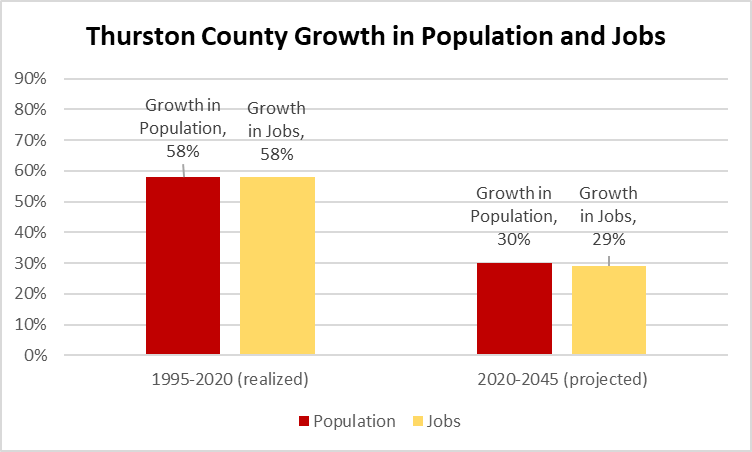 Thurston County Growth in Population and Jobs
90%
80%
70%
60%
50%
40%
30%
20%
10%
0%
Growth in
Population,
58%
Growth
in Jobs,
58%
Growth in
Population,
30%
Growth
in Jobs,
29%
1995-2020 (realized)
2020-2045 (projected)
Population
Jobs